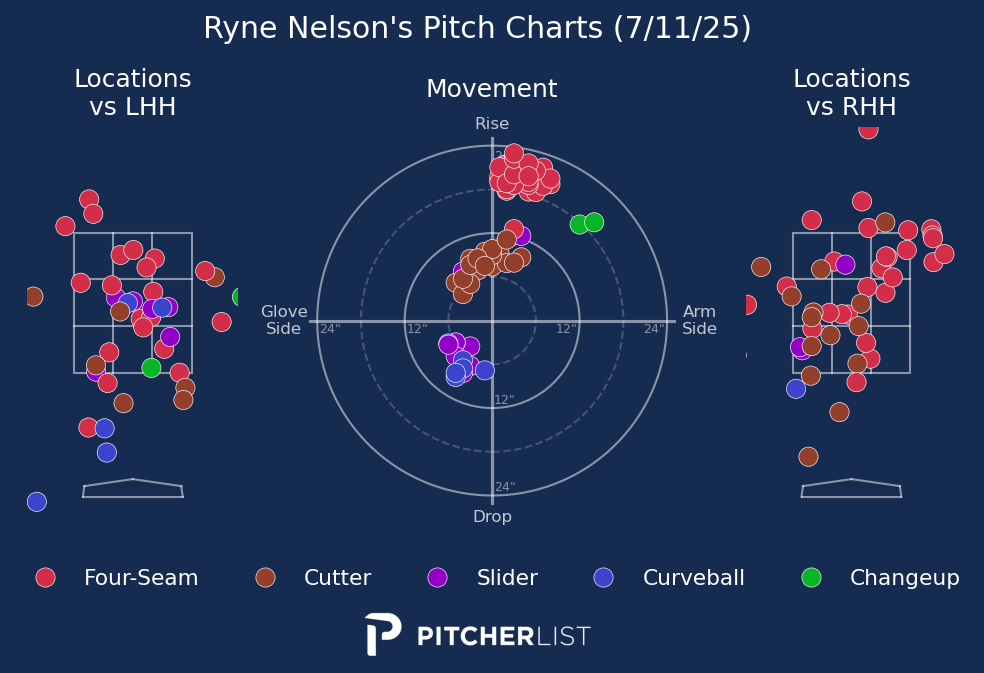 Ryne Nelson's Pitch Charts (7/11/25)
Locations
vs LHH
Movement
Locations
vs RHH
Rise
Glove
Side
24"
12"
12"
24"
Arm
Side
12"
24"
Drop
Four-Seam
Cutter
Slider
Curveball
Changeup
PITCHERLIST